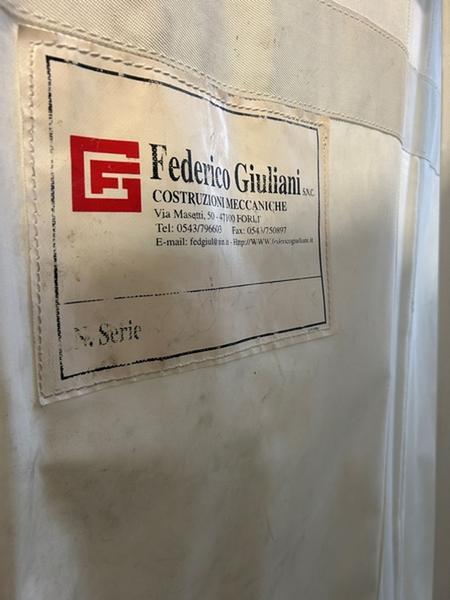 Federico Giuliani S.N.C.
COSTRUZIONI MECCANICHE
Via Masetti, 50 - 47100 FORLI'
Tel: 0543/796603 Fax: 0543/750897
E-mail: fedgiul@tin.it - Http://WWW.federicogiuliani.it
N. Serie